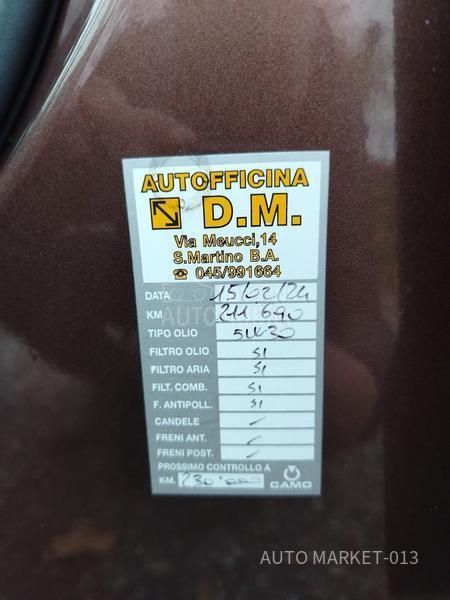 AUTOFFICINA
D.M.
Via Meucci,14
S.Martino B.A.
☎ 045/991664
DATA 15/02/24
KM 211.690
TIPO OLIO 5W30
FILTRO OLIO SI
FILTRO ARIA SI
FILT. COMB. SI
F. ANTIPOLL. SI
CANDELE ✓
FRENI ANT. ✓
FRENI POST. ✓
PROSSIMO CONTROLLO A
KM. 230'000 CAMO
AUTO MARKET-013